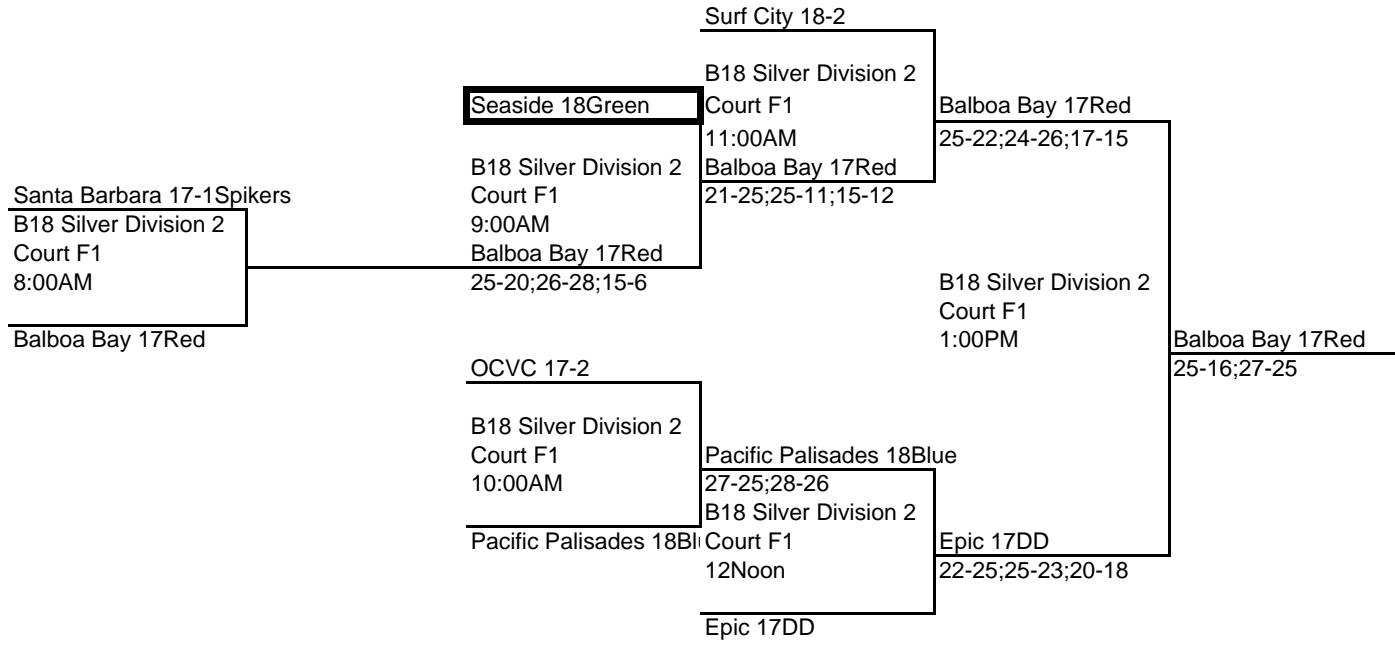 Santa Barbara 17-1Spikers
B18 Silver Division 2
Court F1
8:00AM
Balboa Bay 17Red
Seaside 18Green
B18 Silver Division 2
Court F1
9:00AM
Balboa Bay 17Red
25-20;26-28;15-6
OCVC 17-2
B18 Silver Division 2
Court F1
10:00AM
Pacific Palisades 18Bl
Surf City 18-2
B18 Silver Division 2
Court F1
11:00AM
Balboa Bay 17Red
21-25;25-11;15-12
Pacific Palisades 18Blue
27-25;28-26
B18 Silver Division 2
Court F1
12Noon
Epic 17DD
Balboa Bay 17Red
25-22;24-26;17-15
B18 Silver Division 2
Court F1
1:00PM
Epic 17DD
22-25;25-23;20-18
Balboa Bay 17Red
25-16;27-25